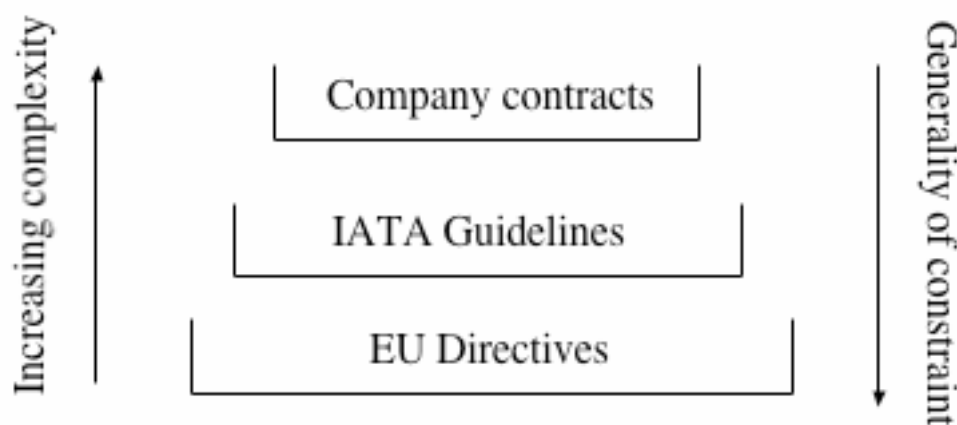 Increasing complexity
Company contracts
IATA Guidelines
EU Directives
Generality of constraint